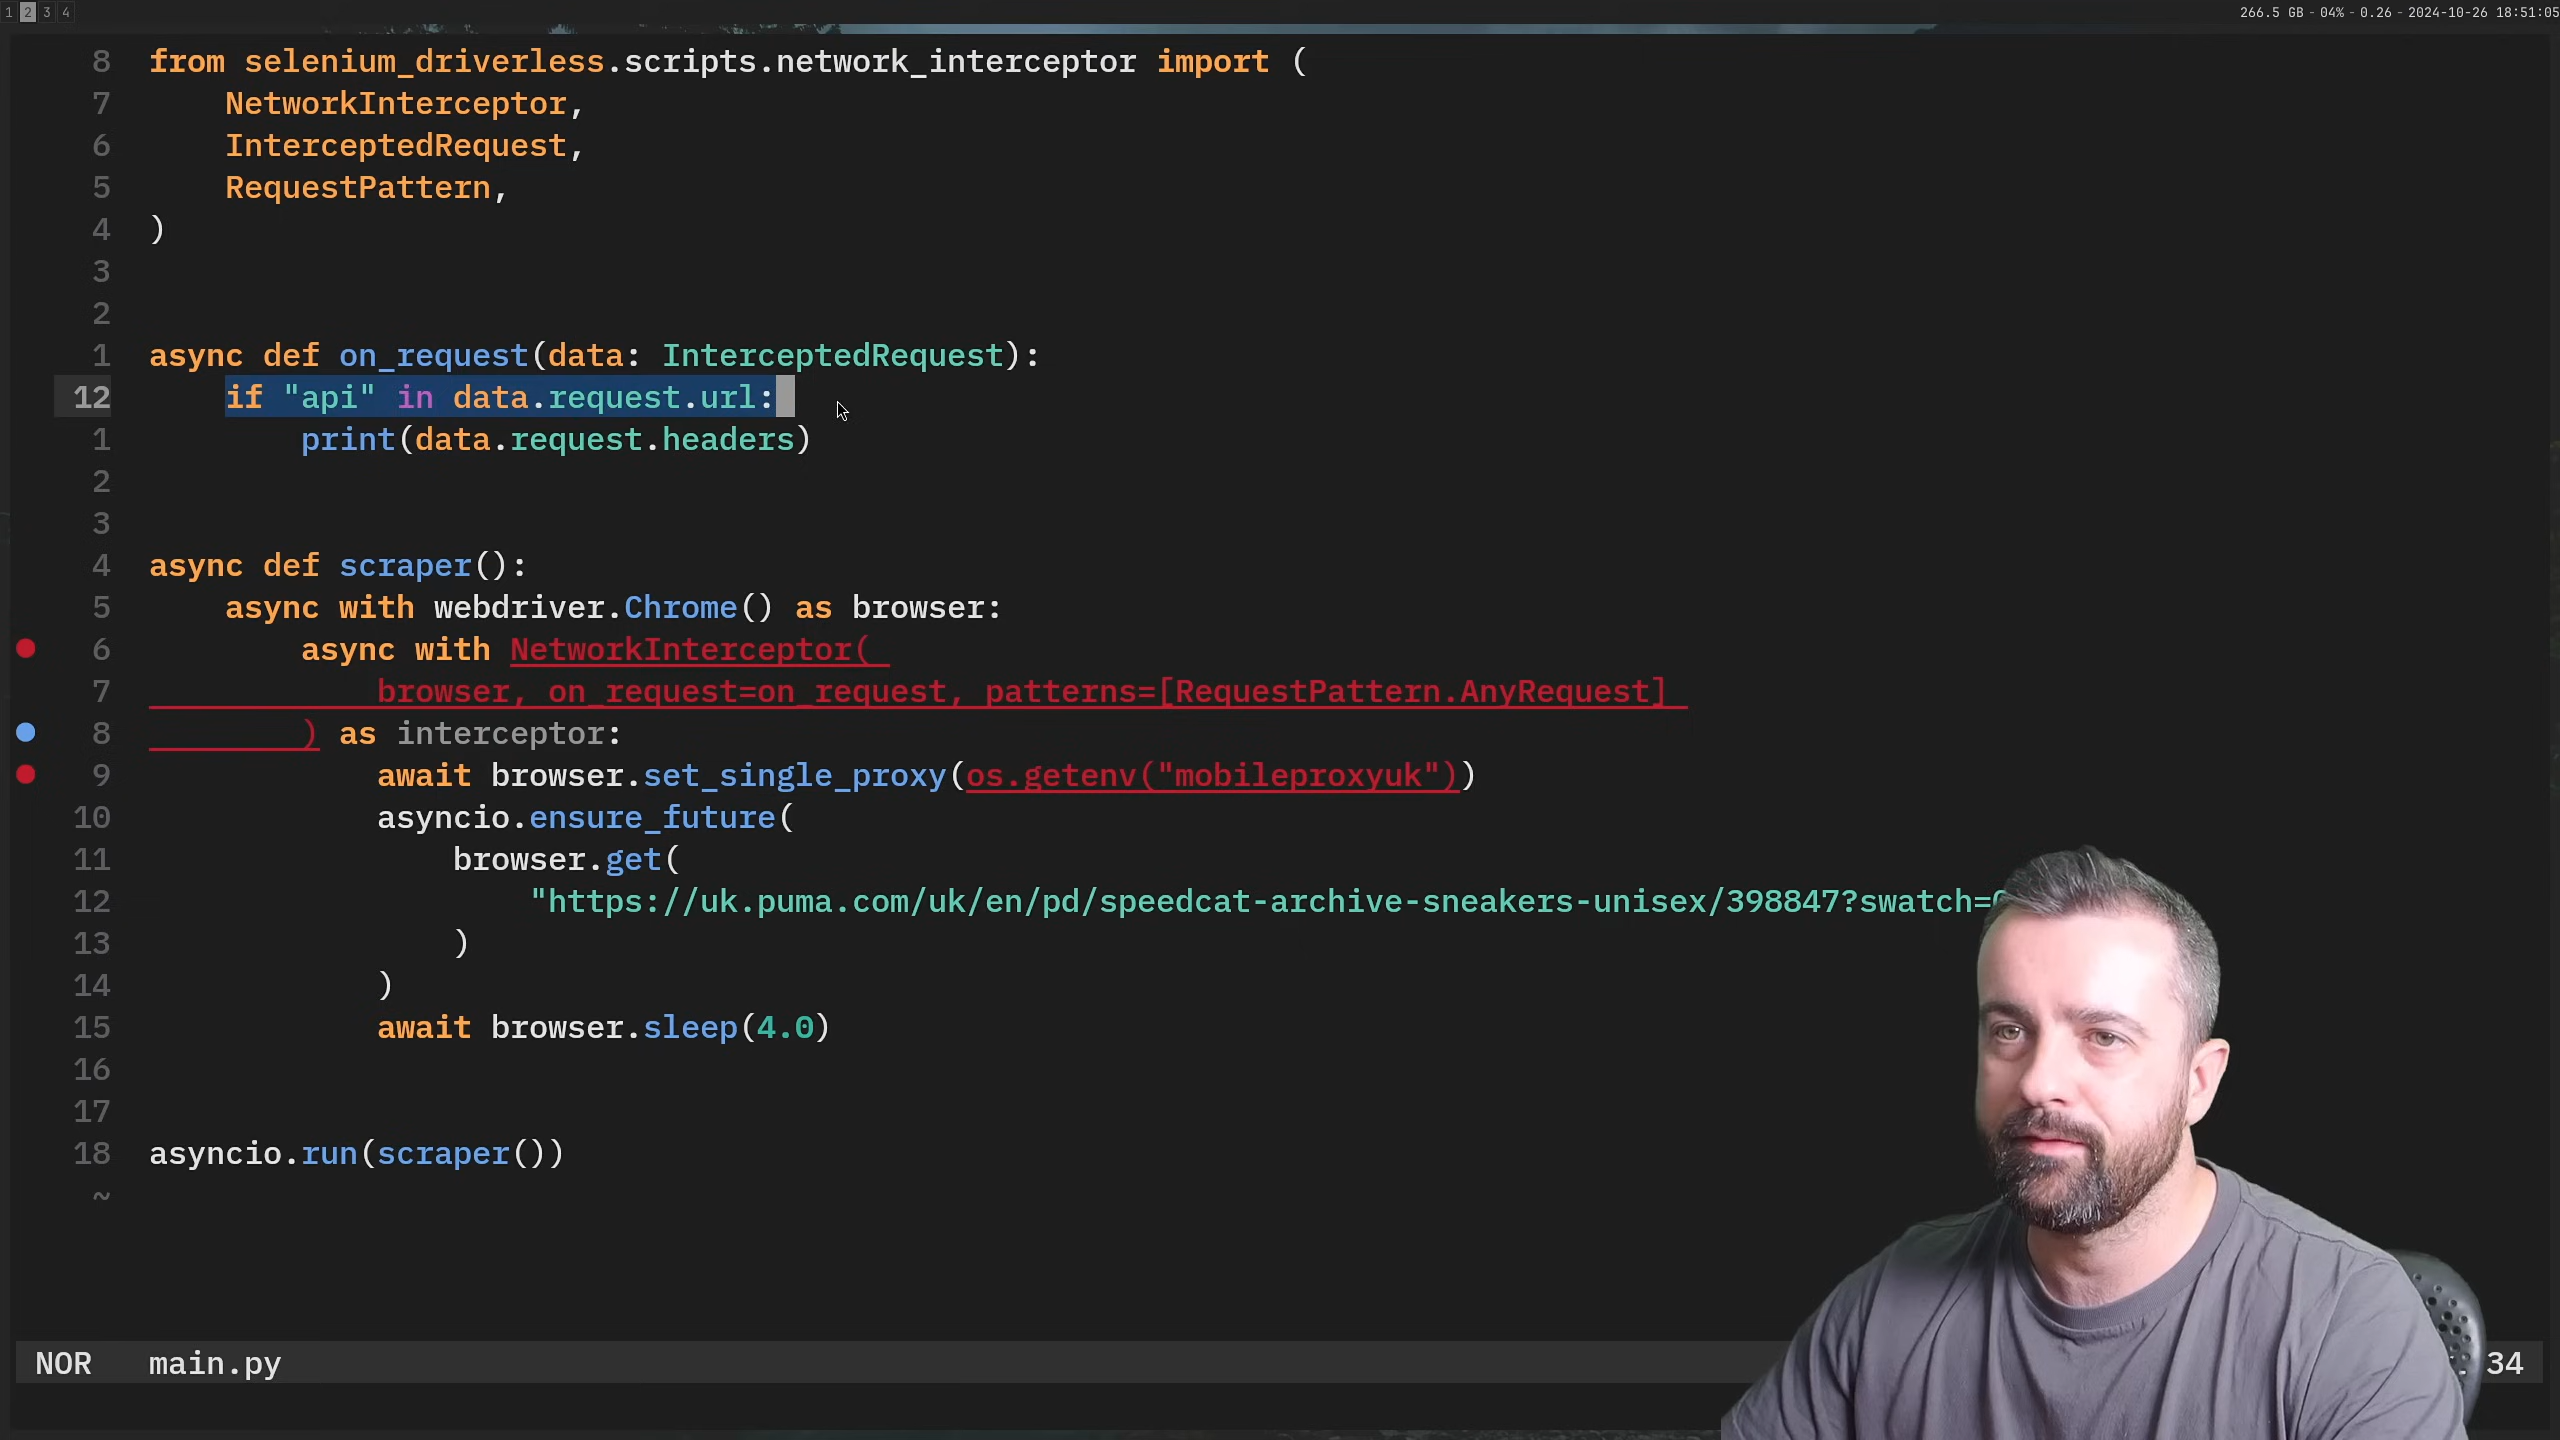 1 2 3 4
266.5 GB - 04% - 0.26 - 2024-10-26 18:51:05
8 from selenium_driverless.scripts.network_interceptor import (
7     NetworkInterceptor,
6     InterceptedRequest,
5     RequestPattern,
4 )
3
2
1 async def on_request(data: InterceptedRequest):
12     if "api" in data.request.url:
1         print(data.request.headers)
2
3
4 async def scraper():
5     async with webdriver.Chrome() as browser:
6         async with NetworkInterceptor(
7             browser, on_request=on_request, patterns=[RequestPattern.AnyRequest]
8         ) as interceptor:
9             await browser.set_single_proxy(os.getenv("mobileproxyuk"))
10             asyncio.ensure_future(
11                 browser.get(
12                     "https://uk.puma.com/uk/en/pd/speedcat-archive-sneakers-unisex/398847?swatch=
13                 )
14             )
15             await browser.sleep(4.0)
16
17
18 asyncio.run(scraper())
~
NOR main.py
34